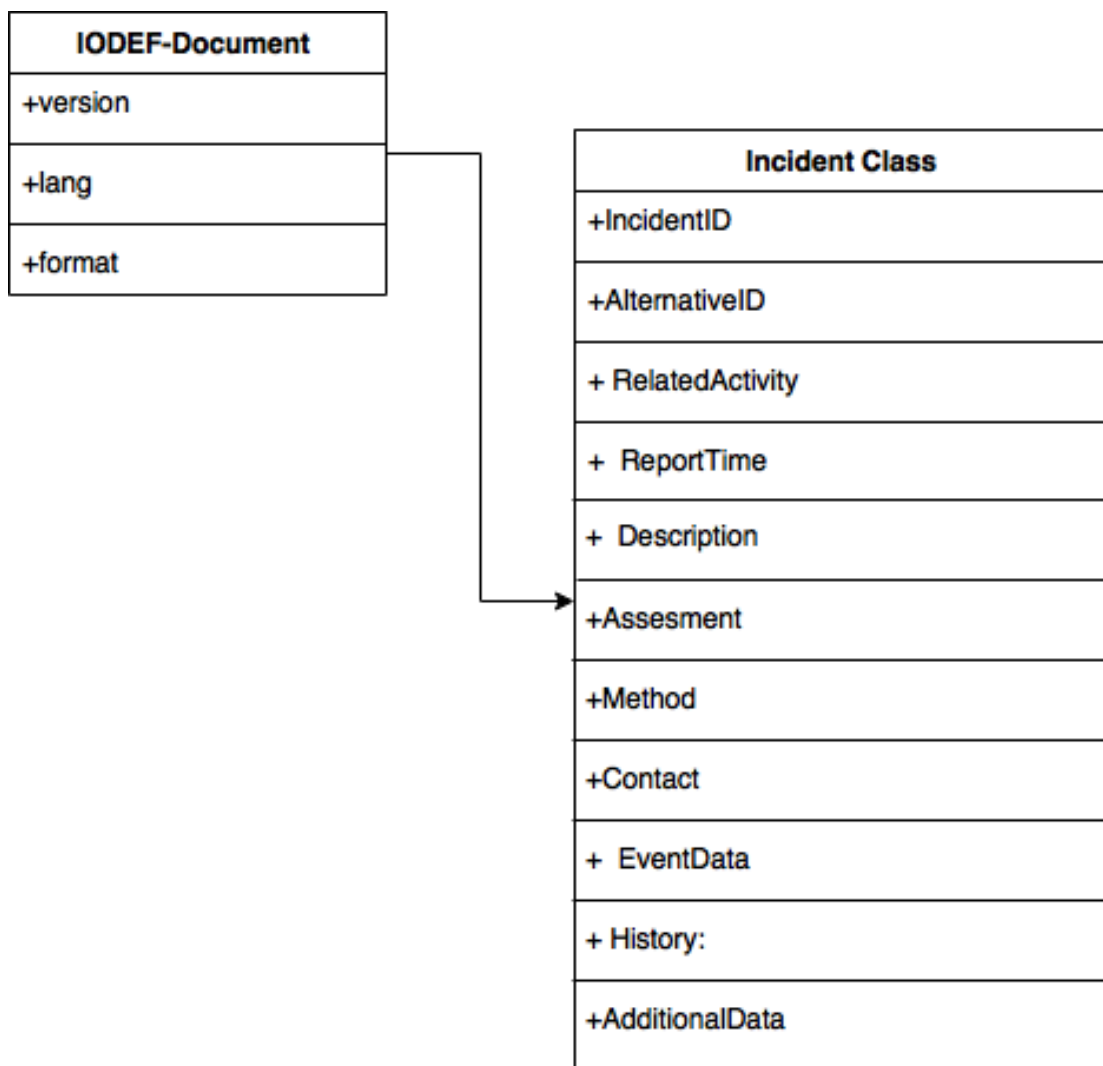 IODEF-Document
+version
+lang
+format
Incident Class
+IncidentID
+AlternativeID
+ RelatedActivity
+ ReportTime
+ Description
+Assesment
+Method
+Contact
+ EventData
+ History:
+AdditionalData